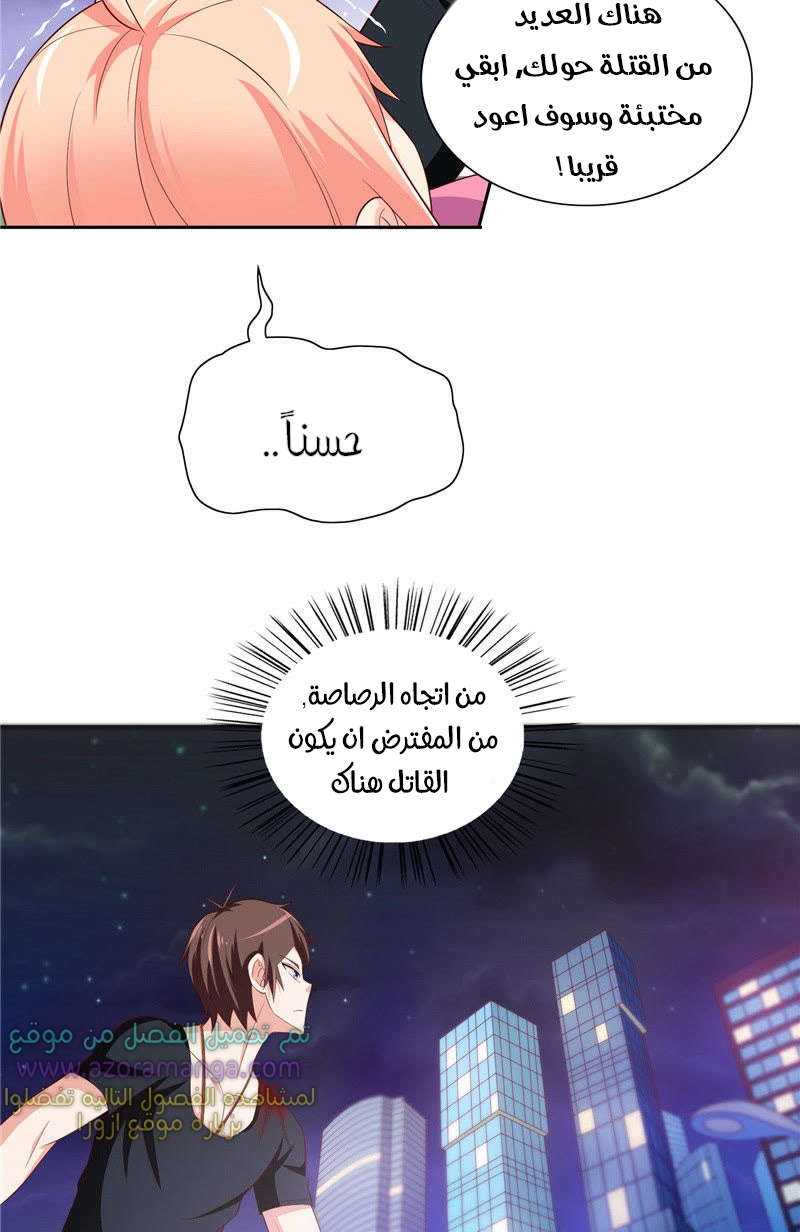 هناك العديد
من القتلة حولك, ابقي
مختبئة وسوف اعود
قريبا !
حسناً ..
من اتجاه الرصاصة,
من المفترض ان يكون
القاتل هناك
تم تحميل الفصل من موقع
www.azoramanga.com
لمشاهدة الفصول التالية تفضلوا
بزيارة موقع ازورا